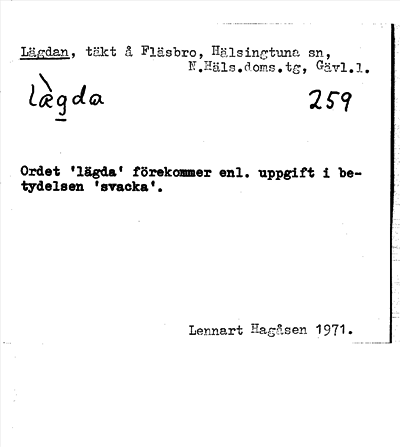 Lägdan, täkt å Fläsbro, Hälsingtuna sn,
N.Häls.doms.tg, Gävl.l.
lägda 259
Ordet 'lägda' förekommer enl. uppgift i be-
tydelsen 'svacka'.
Lennart Hagåsen 1971.